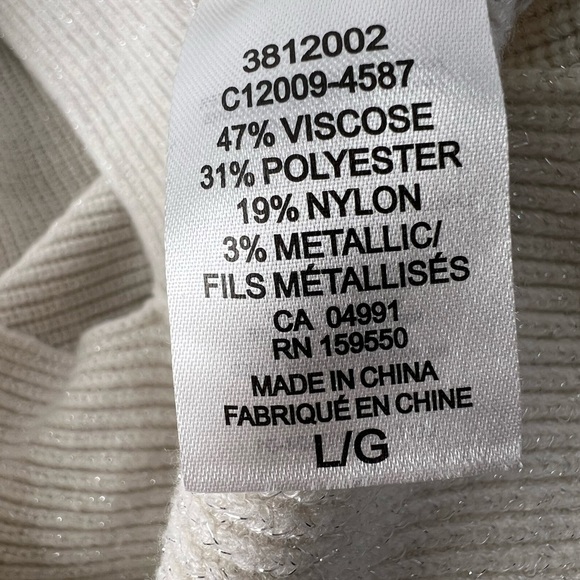 3812002
C12009-4587
47% VISCOSE
31% POLYESTER
19% NYLON
3% METALLIC/
FILS MÉTALLISÉS
CA 04991
RN 159550
MADE IN CHINA
FABRIQUÉ EN CHINE
L/G